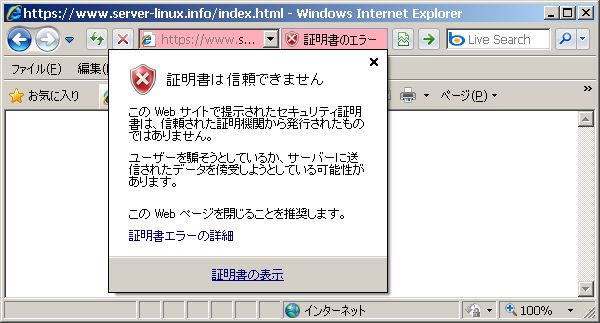 https://www.server-linux.info/index.html - Windows Internet Explorer
https://www.s... 証明書のエラー Live Search
ファイル(F) 編集(
お気に入り ページ(P)
証明書は信頼できません
この Web サイトで提示されたセキュリティ証明
書は、信頼された証明機関から発行されたもの
ではありません。
ユーザーを騙そうとしているか、サーバーに送
信されたデータを傍受しようとしている可能性が
あります。
この Web ページを閉じることを推奨します。
証明書エラーの詳細
証明書の表示
インターネット 100%